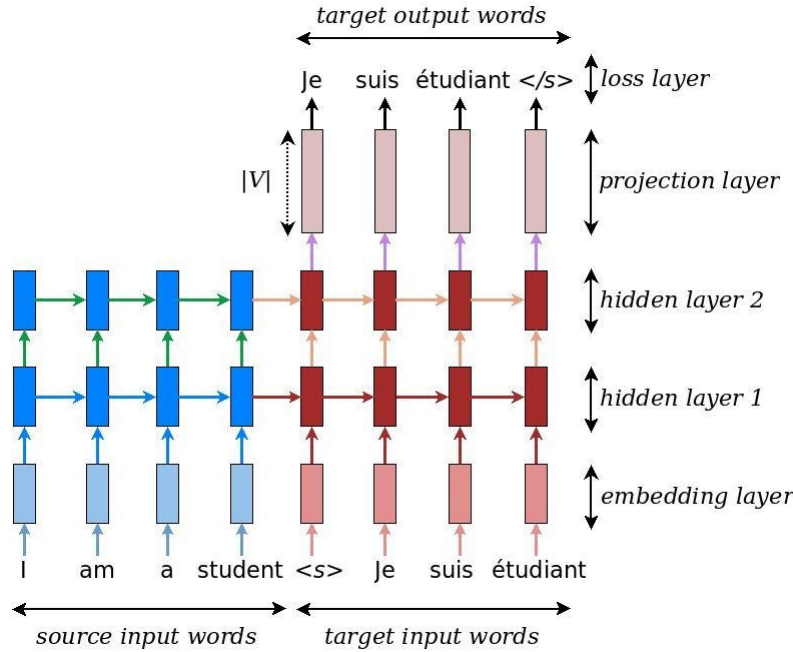 target output words
Je suis étudiant </s> loss layer
|V| projection layer
hidden layer 2
hidden layer 1
embedding layer
I am a student <s> Je suis étudiant
source input words target input words